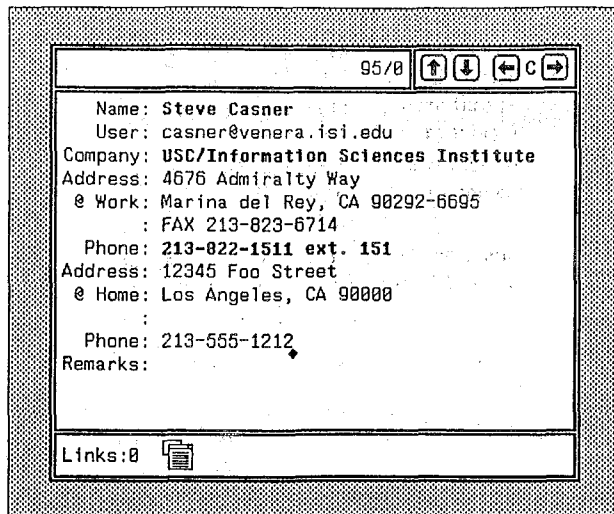 95/0 C
Name: Steve Casner
User: casner@venera.isi.edu
Company: USC/Information Sciences Institute
Address: 4676 Admiralty Way
@ Work: Marina del Rey, CA 90292-6695
: FAX 213-823-6714
Phone: 213-822-1511 ext. 151
Address: 12345 Foo Street
@ Home: Los Angeles, CA 90000
:
Phone: 213-555-1212
Remarks:
Links:0